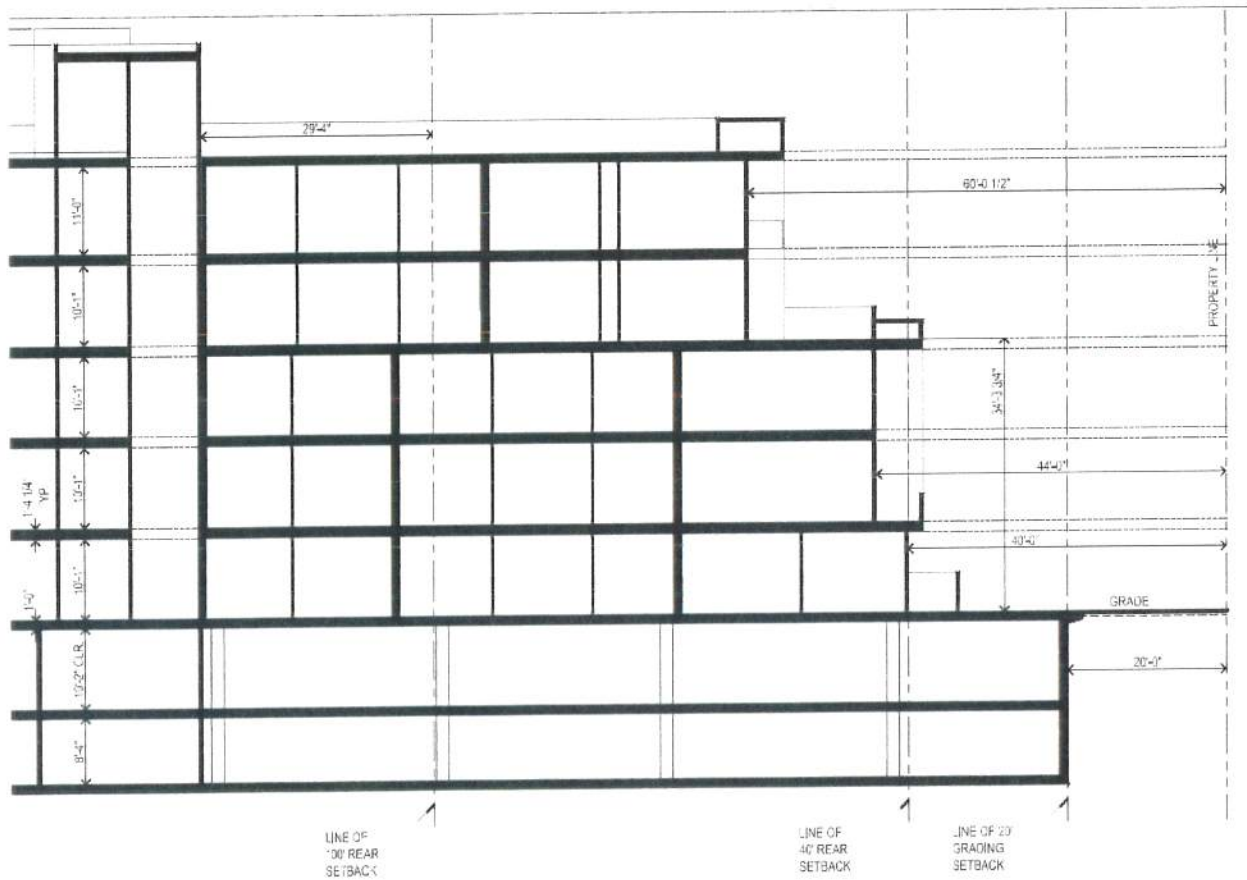 29'-4"
60'-0 1/2"
11'-0"
10'-1"
PROPERTY LINE
10'-1"
34'-3 3/4"
44'-0"
10'-1"
1'-4 1/4"
40'-0"
10'-1"
1'-0"
GRADE
20'-0"
10'-2" CLR.
8'-4"
LINE OF
100' REAR
SETBACK
LINE OF
40' REAR
SETBACK
LINE OF 20'
GRADING
SETBACK